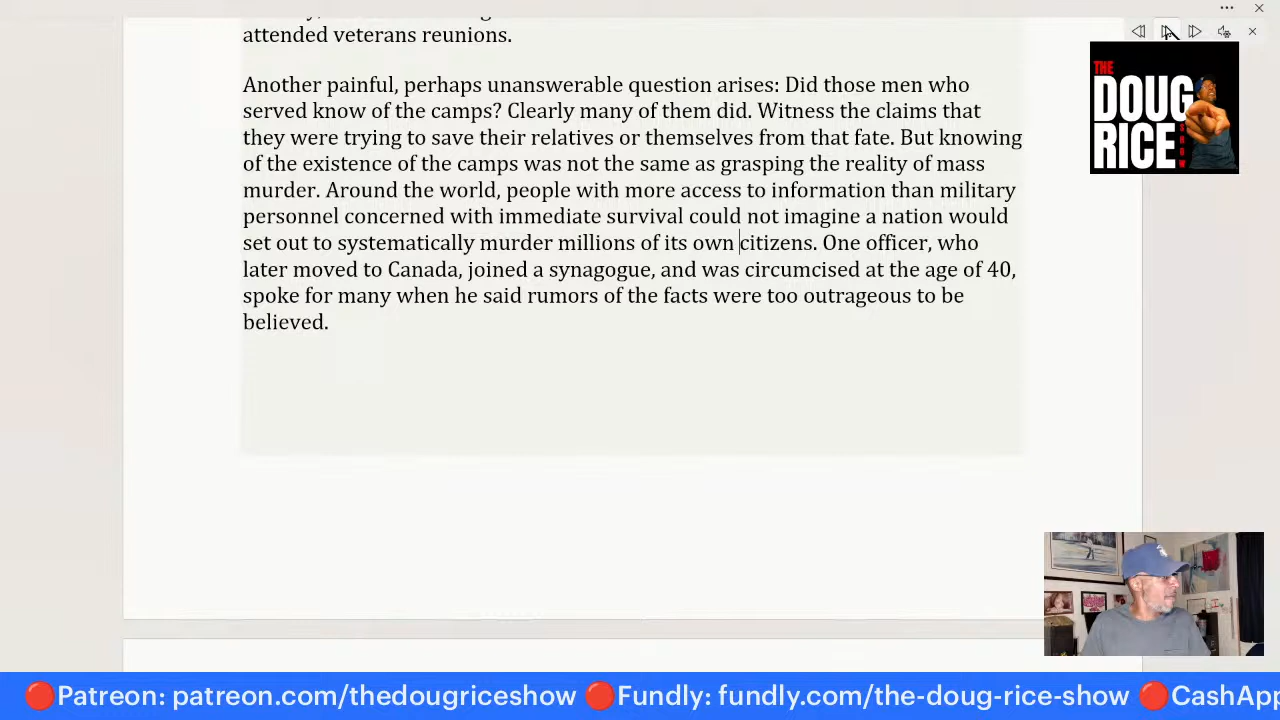 attended veterans reunions.
Another painful, perhaps unanswerable question arises: Did those men who
served know of the camps? Clearly many of them did. Witness the claims that
they were trying to save their relatives or themselves from that fate. But knowing
of the existence of the camps was not the same as grasping the reality of mass
murder. Around the world, people with more access to information than military
personnel concerned with immediate survival could not imagine a nation would
set out to systematically murder millions of its own citizens. One officer, who
later moved to Canada, joined a synagogue, and was circumcised at the age of 40,
spoke for many when he said rumors of the facts were too outrageous to be
believed.
THE
DOUG
RICE
SHOW
🔴Patreon: patreon.com/thedougriceshow 🔴Fundly: fundly.com/the-doug-rice-show 🔴CashApp